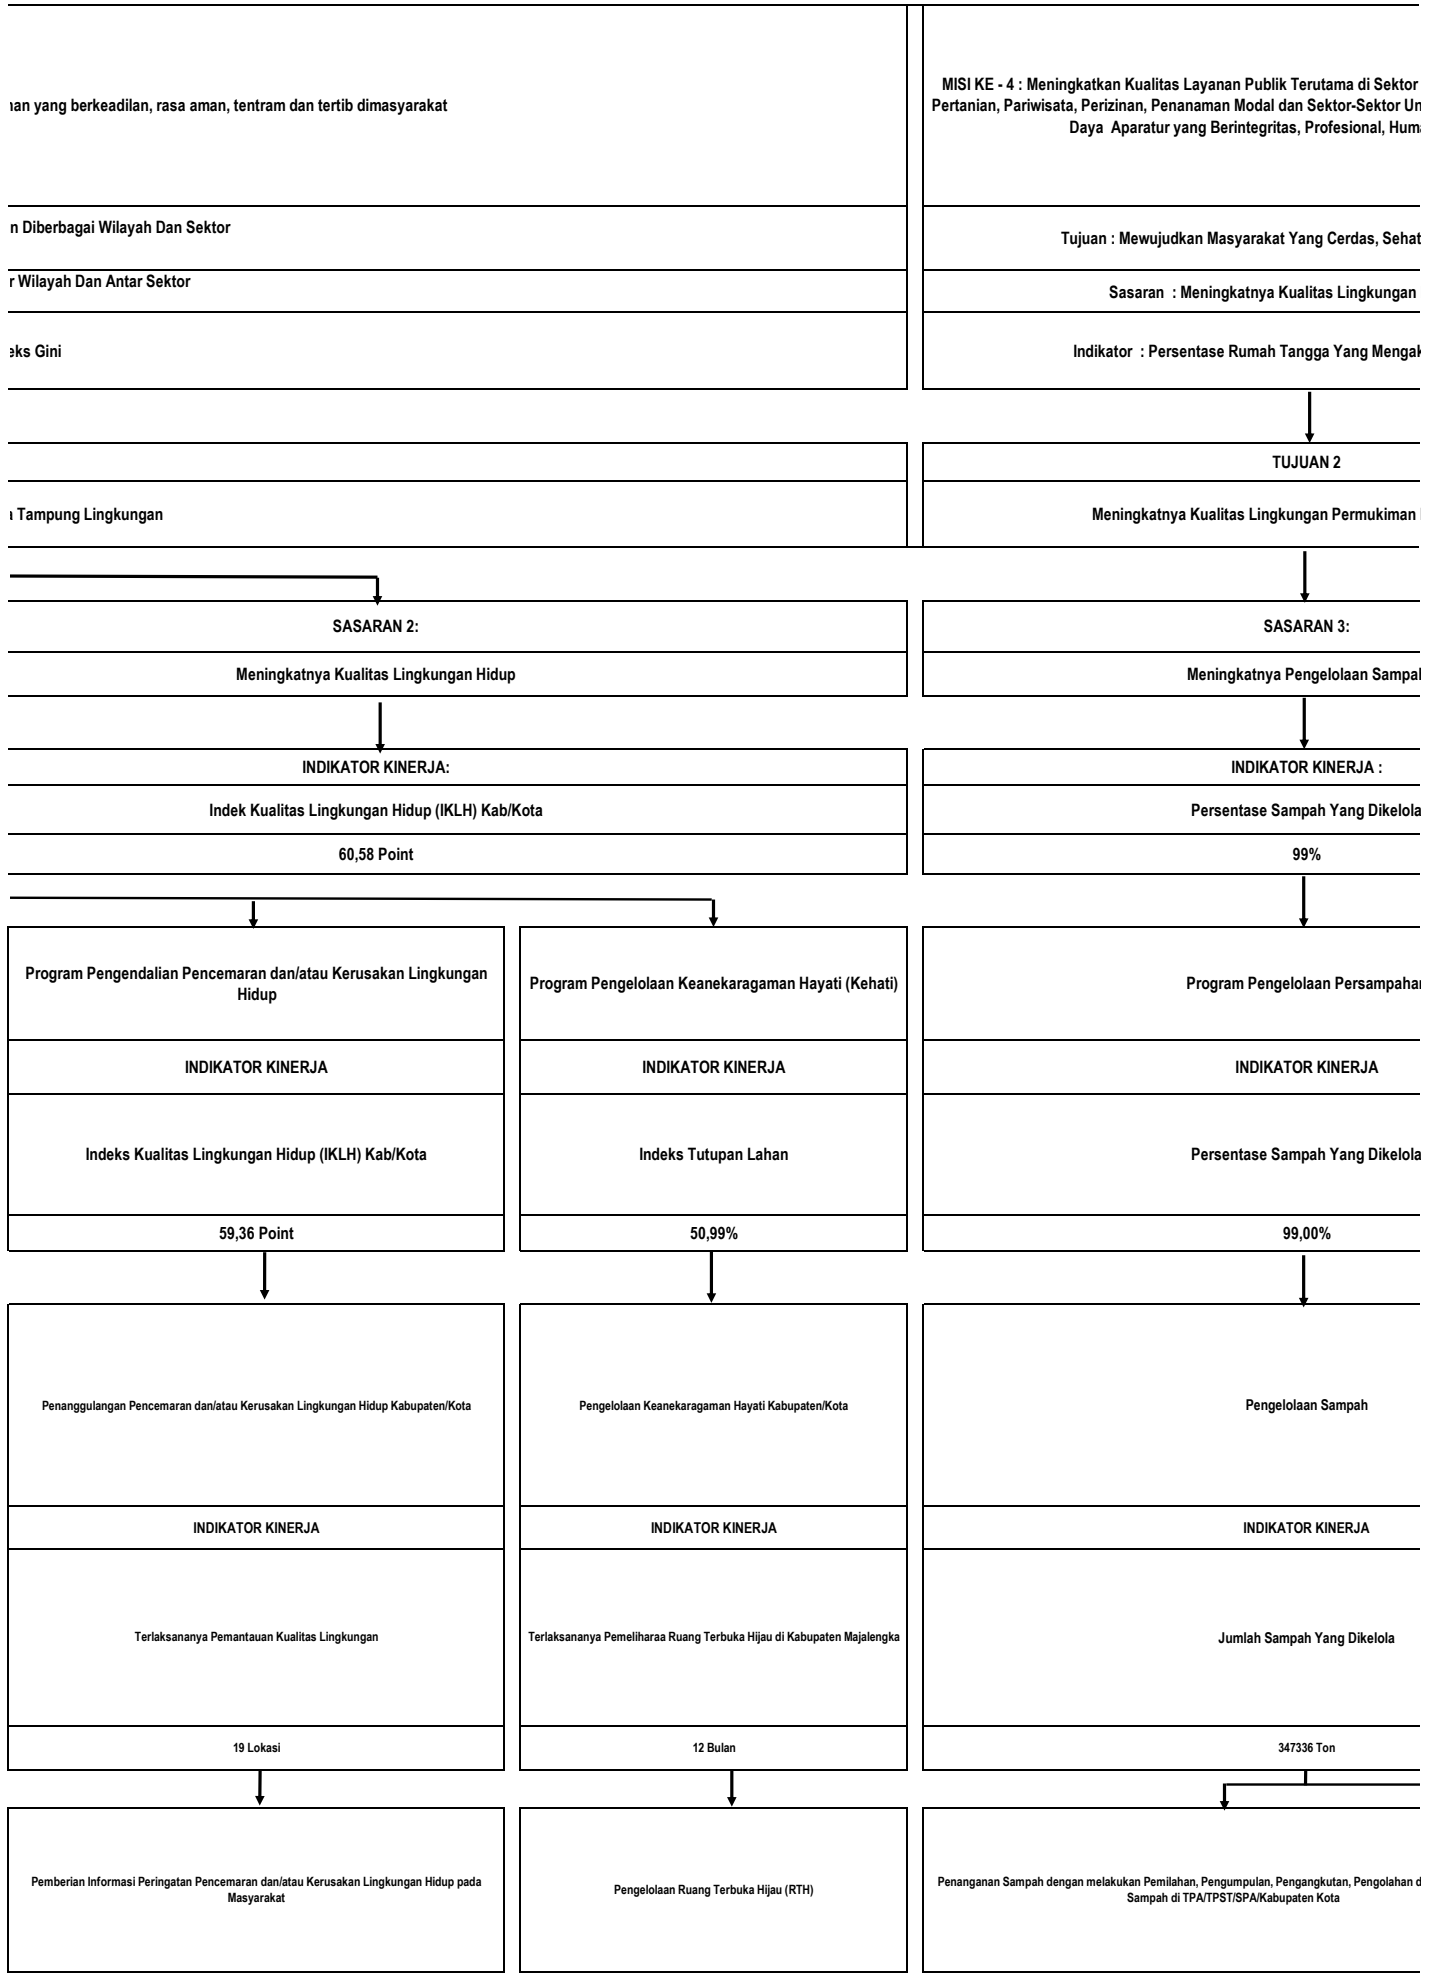 yang berkeadilan, rasa aman, tentram dan tertib dimasyarakat
Diberbagai Wilayah Dan Sektor
Wilayah Dan Antar Sektor
Gini
Tampung Lingkungan
MISI KE - 4 : Meningkatkan Kualitas Layanan Publik Terutama di Sektor
Pertanian, Pariwisata, Perizinan, Penanaman Modal dan Sektor-Sektor
Daya Aparatur yang Berintegritas, Profesional,
Tujuan : Mewujudkan Masyarakat Yang Cerdas, Sehat
Sasaran : Meningkatnya Kualitas Lingkungan
Indikator : Persentase Rumah Tangga Yang
TUJUAN 2
Meningkatnya Kualitas Lingkungan Permukiman
SASARAN 2:
Meningkatnya Kualitas Lingkungan Hidup
INDIKATOR KINERJA:
Indek Kualitas Lingkungan Hidup (IKLH) Kab/Kota
60,58 Point
SASARAN 3:
Meningkatnya Pengelolaan
INDIKATOR KINERJA :
Persentase Sampah Yang Dikelola
99%
Program Pengendalian Pencemaran dan/atau Kerusakan Lingkungan
Hidup
INDIKATOR KINERJA
Indeks Kualitas Lingkungan Hidup (IKLH) Kab/Kota
59,36 Point
Program Pengelolaan Keanekaragaman Hayati (Kehati)
INDIKATOR KINERJA
Indeks Tutupan Lahan
50,99%
Program Pengelolaan
INDIKATOR KINERJA
Persentase Sampah Yang Dikelola
99,00%
Penanggulangan Pencemaran dan/atau Kerusakan Lingkungan Hidup Kabupaten/Kota
INDIKATOR KINERJA
Terlaksananya Pemantauan Kualitas Lingkungan
19 Lokasi
Pengelolaan Keanekaragaman Hayati Kabupaten/Kota
INDIKATOR KINERJA
Terlaksananya Pemeliharaa Ruang Terbuka Hijau di Kabupaten Majalengka
12 Bulan
Pengelolaan Sampah
INDIKATOR KINERJA
Jumlah Sampah Yang Dikelola
347336 Ton
Pemberian Informasi Peringatan Pencemaran dan/atau Kerusakan Lingkungan Hidup pada
Masyarakat
Pengelolaan Ruang Terbuka Hijau (RTH)
Penanganan Sampah dengan melakukan Pemilahan, Pengumpulan, Pengangkutan, Pengolahan
Sampah di TPA/TPST/SPA/Kabupaten Kota